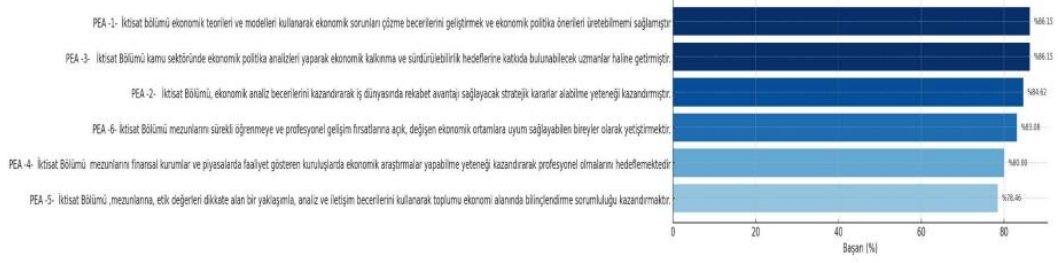 PEA -1- İktisat bölümü ekonomik teorileri ve modelleri kullanarak ekonomik sorunları çözme becerilerini geliştirmek ve ekonomik politika önerileri üretebilmemi sağlamıştır
%86.15
PEA -3- İktisat Bölümü kamu sektöründe ekonomik politika analizleri yaparak ekonomik kalkınma ve sürdürülebilirlik hedeflerine katkıda bulunabilecek uzmanlar haline getirmiştir.
%86.15
PEA -2- İktisat Bölümü, ekonomik analiz becerilerini kazandırarak iş dünyasında rekabet avantajı sağlayacak stratejik kararlar alabilme yeteneği kazandırmıştır.
%84.62
PEA -6- İktisat Bölümü mezunlarını sürekli öğrenmeye ve profesyonel gelişim fırsatlarına açık, değişen ekonomik ortamlara uyum sağlayabilen bireyler olarak yetiştirmektir.
%83.08
PEA -4- İktisat Bölümü mezunlarını finansal kurumlar ve piyasalarda faaliyet gösteren kuruluşlarda ekonomik araştırmalar yapabilme yeteneği kazandırarak profesyonel olmalarını hedeflemektedir
%80.00
PEA -5- İktisat Bölümü ,mezunlarına, etik değerleri dikkate alan bir yaklaşımla, analiz ve iletişim becerilerini kullanarak toplumu ekonomi alanında bilinçlendirme sorumluluğu kazandırmaktır.
%78.46
0 20 40 60 80
Başarı (%)